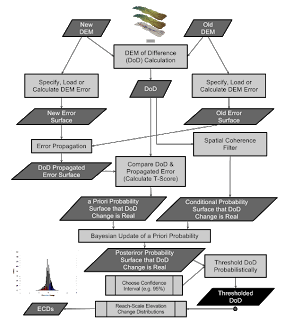 New
DEM
Old
DEM
DEM of Difference
(DoD) Calculation
Specify, Load or
Calculate DEM Error
DoD
Specify, Load or
Calculate DEM Error
New Error
Surface
Old Error
Surface
Error Propagation
Spatial Coherence
Filter
DoD Propagated
Error Surface
Compare DoD &
Propagated Error
(Calculate T-Score)
a Priori Probability
Surface that DoD
Change is Real
Conditional Probability
Surface that DoD
Change is Real
Bayesian Update of a Priori Probability
Posterior Probability
Surface that DoD
Change is Real
Threshold DoD
Probabilistically
Choose Confidence
Interval (e.g. 95%)
Thresholded
DoD
Reach-Scale Elevation
Change Distributions
ECDs